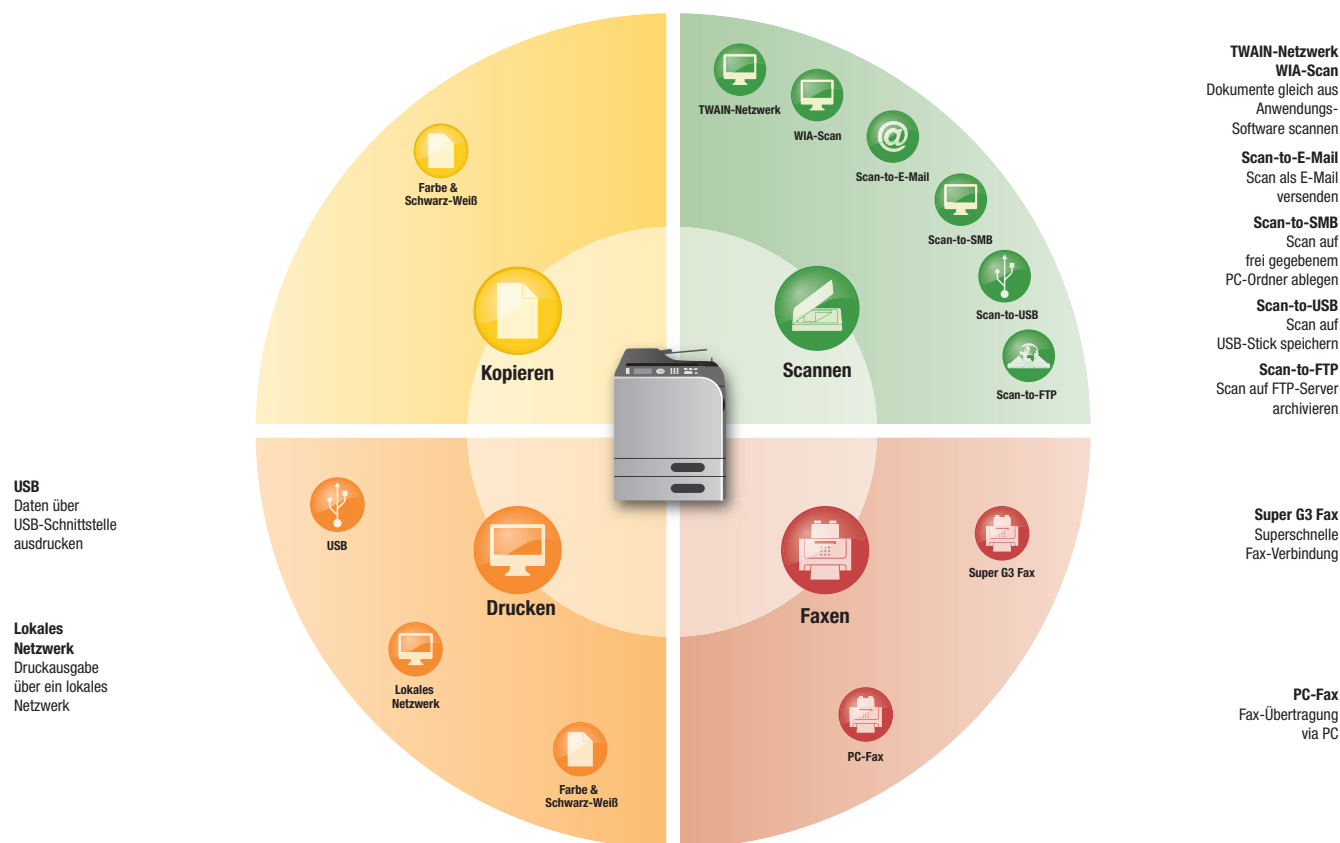 TWAIN-Netzwerk
WIA-Scan
Scan-to-E-Mail
Scan-to-SMB
Scan-to-USB
Scan-to-FTP
Farbe &
Schwarz-Weiß
Kopieren
Scannen
Drucken
Faxen
USB
Lokales
Netzwerk
Farbe &
Schwarz-Weiß
Super G3 Fax
PC-Fax
TWAIN-Netzwerk
WIA-Scan
Dokumente gleich aus
Anwendungs-
Software scannen
Scan-to-E-Mail
Scan als E-Mail
versenden
Scan-to-SMB
Scan auf
frei gegebenem
PC-Ordner ablegen
Scan-to-USB
Scan auf
USB-Stick speichern
Scan-to-FTP
Scan auf FTP-Server
archivieren
USB
Daten über
USB-Schnittstelle
ausdrucken
Lokales
Netzwerk
Druckausgabe
über ein lokales
Netzwerk
Super G3 Fax
Superschnelle
Fax-Verbindung
PC-Fax
Fax-Übertragung
via PC